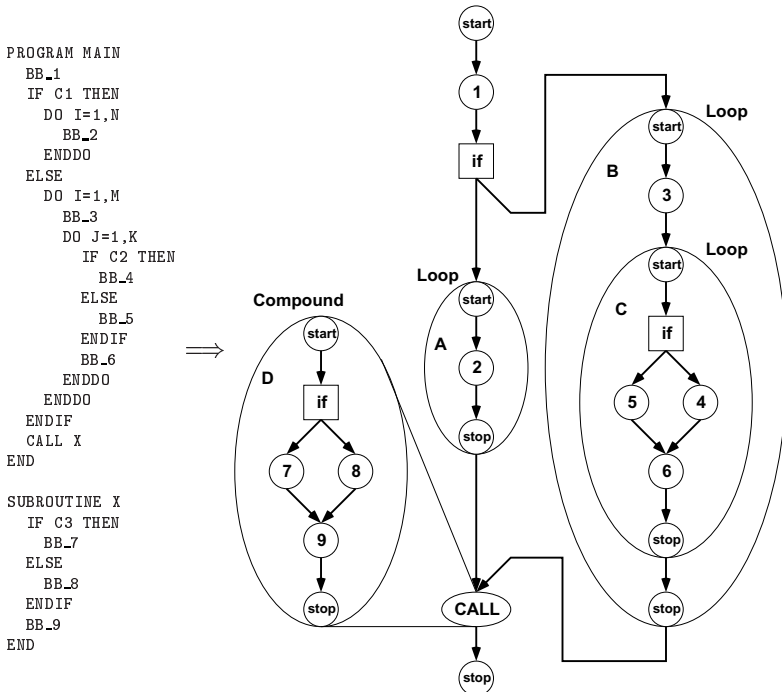 PROGRAM MAIN
BB_1
IF C1 THEN
DO I=1,N
BB_2
ENDDO
ELSE
DO I=1,M
BB_3
DO J=1,K
IF C2 THEN
BB_4
ELSE
BB_5
ENDIF
BB_6
ENDDO
ENDDO
ENDIF
CALL X
END
SUBROUTINE X
IF C3 THEN
BB_7
ELSE
BB_8
ENDIF
BB_9
END
⟹
Compound
start
D
if
7 8
9
stop
start
1
if
Loop
start
A
2
stop
CALL
stop
Loop
start
B
3
Loop
start
C
if
5 4
6
stop
stop